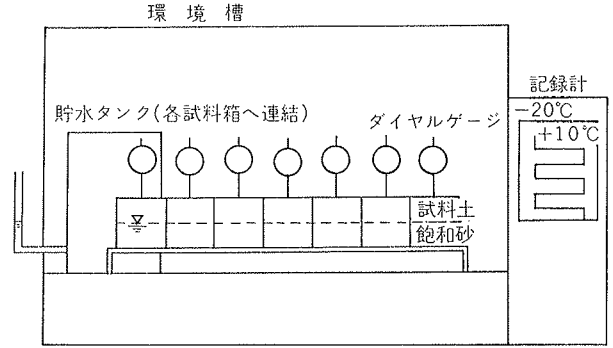 環境槽
記録計
-20℃
+10℃
貯水タンク(各試料箱へ連結)
ダイヤルゲージ
試料土
飽和砂